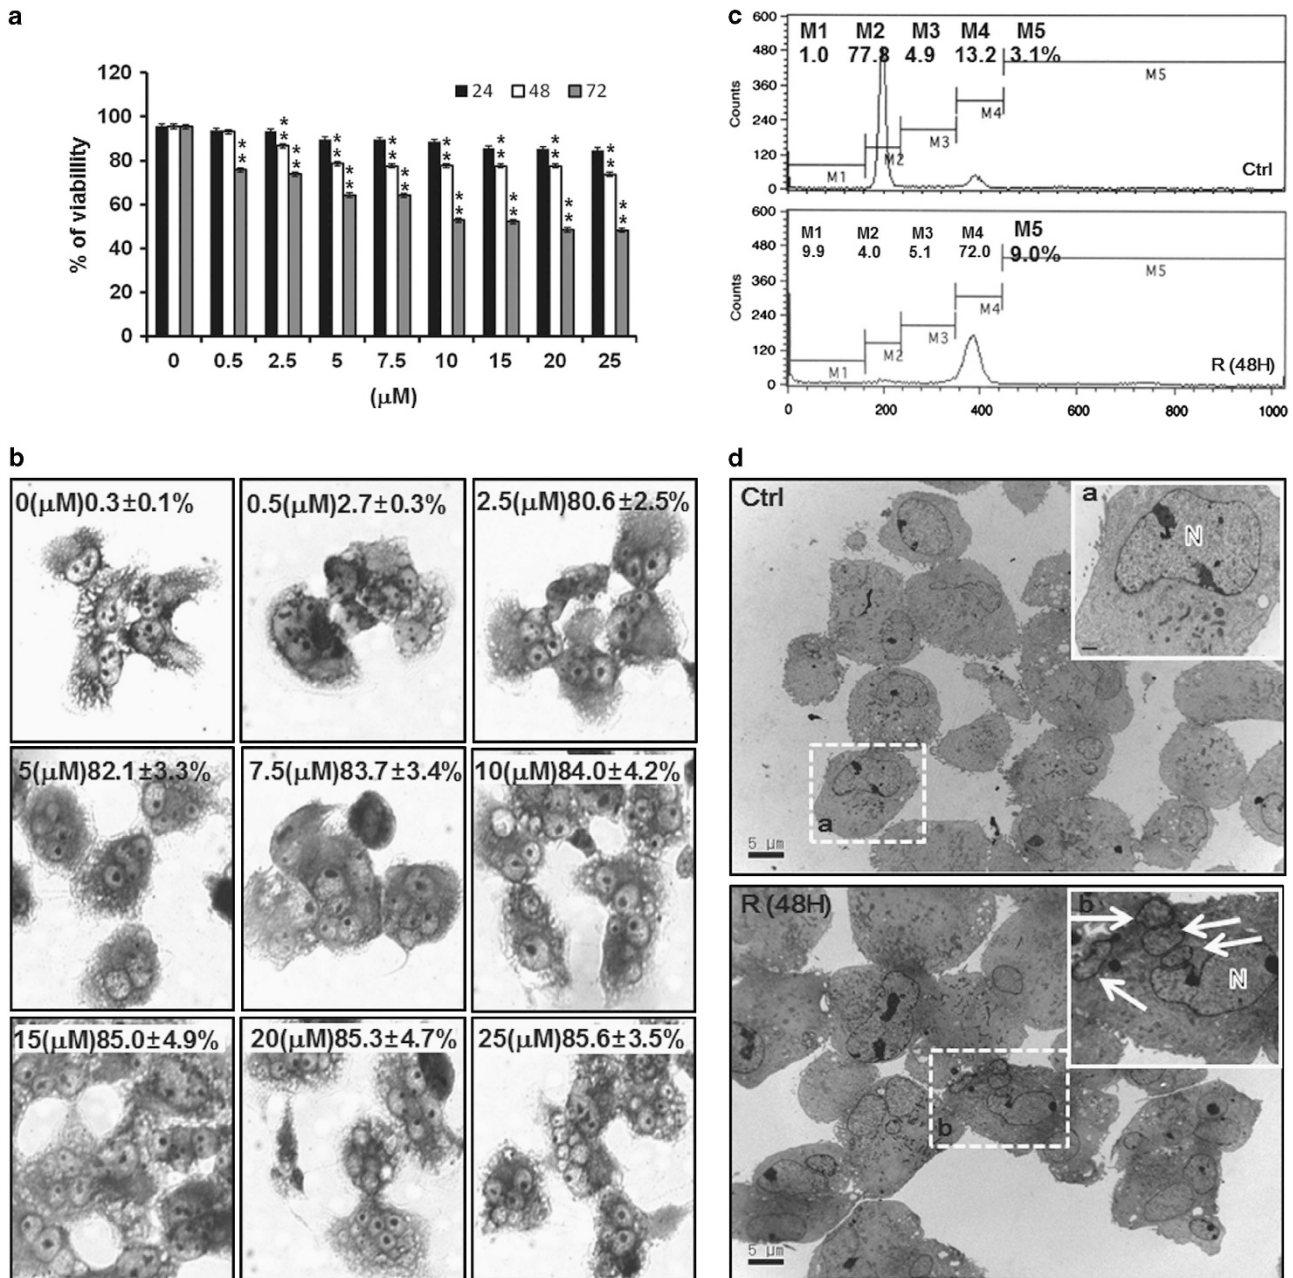 a
120
100
80
60
40
20
0
% of viability
24 48 72
** ** ** ** ** ** ** ** ** ** ** ** ** ** **
0 0.5 2.5 5 7.5 10 15 20 25
(μM)
b
0(μM)0.3±0.1%
0.5(μM)2.7±0.3%
2.5(μM)80.6±2.5%
5(μM)82.1±3.3%
7.5(μM)83.7±3.4%
10(μM)84.0±4.2%
15(μM)85.0±4.9%
20(μM)85.3±4.7%
25(μM)85.6±3.5%
c
600
480
360
240
120
0
Counts
M1 M2 M3 M4 M5
1.0 77.8 4.9 13.2 3.1%
M5
M4
M3
M2
M1
Ctrl
600
480
360
240
120
0
Counts
M1 M2 M3 M4 M5
9.9 4.0 5.1 72.0 9.0%
M5
M4
M3
M2
M1
R (48H)
0 200 400 600 800 1000
d
Ctrl
a
N
a
5 μm
R (48H)
b
N
b
5 μm